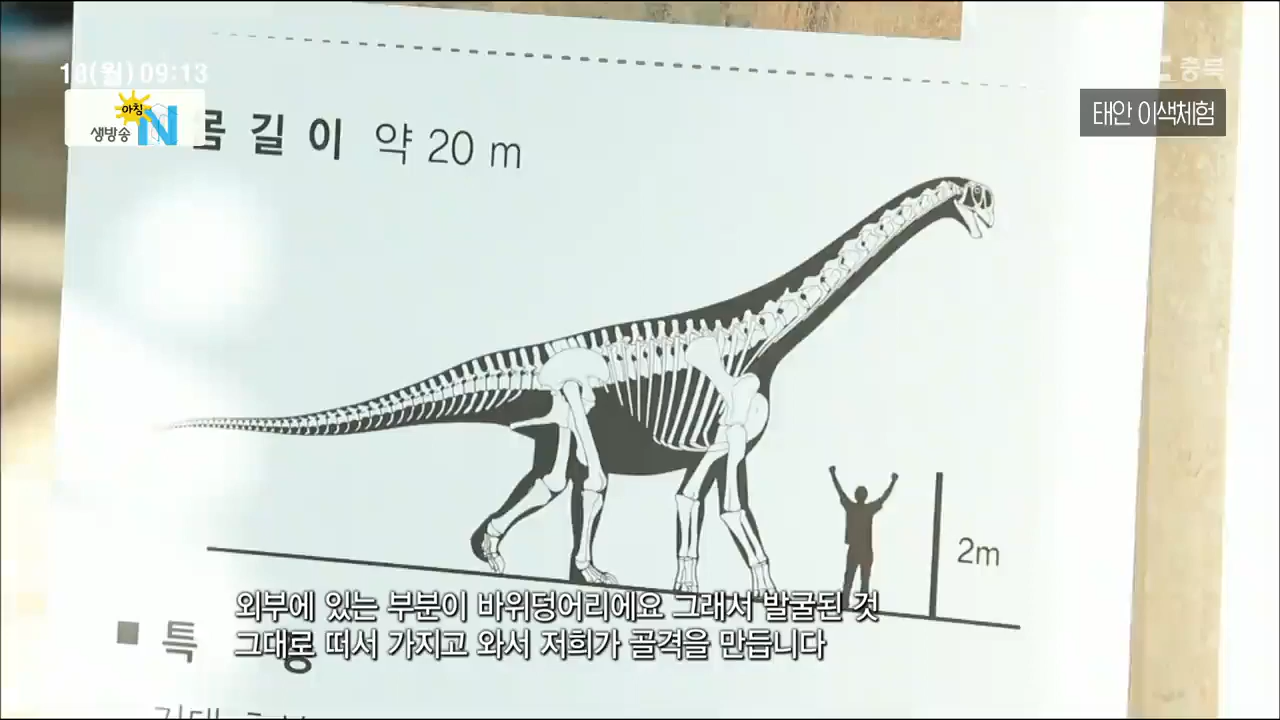 18(월) 09:13
충북
아침
생방송 N
태안 이색체험
몸 길 이 약 20 m
2m
외부에 있는 부분이 바위덩어리에요 그래서 발굴된 것
그대로 떠서 가지고 와서 저희가 골격을 만듭니다
■ 특